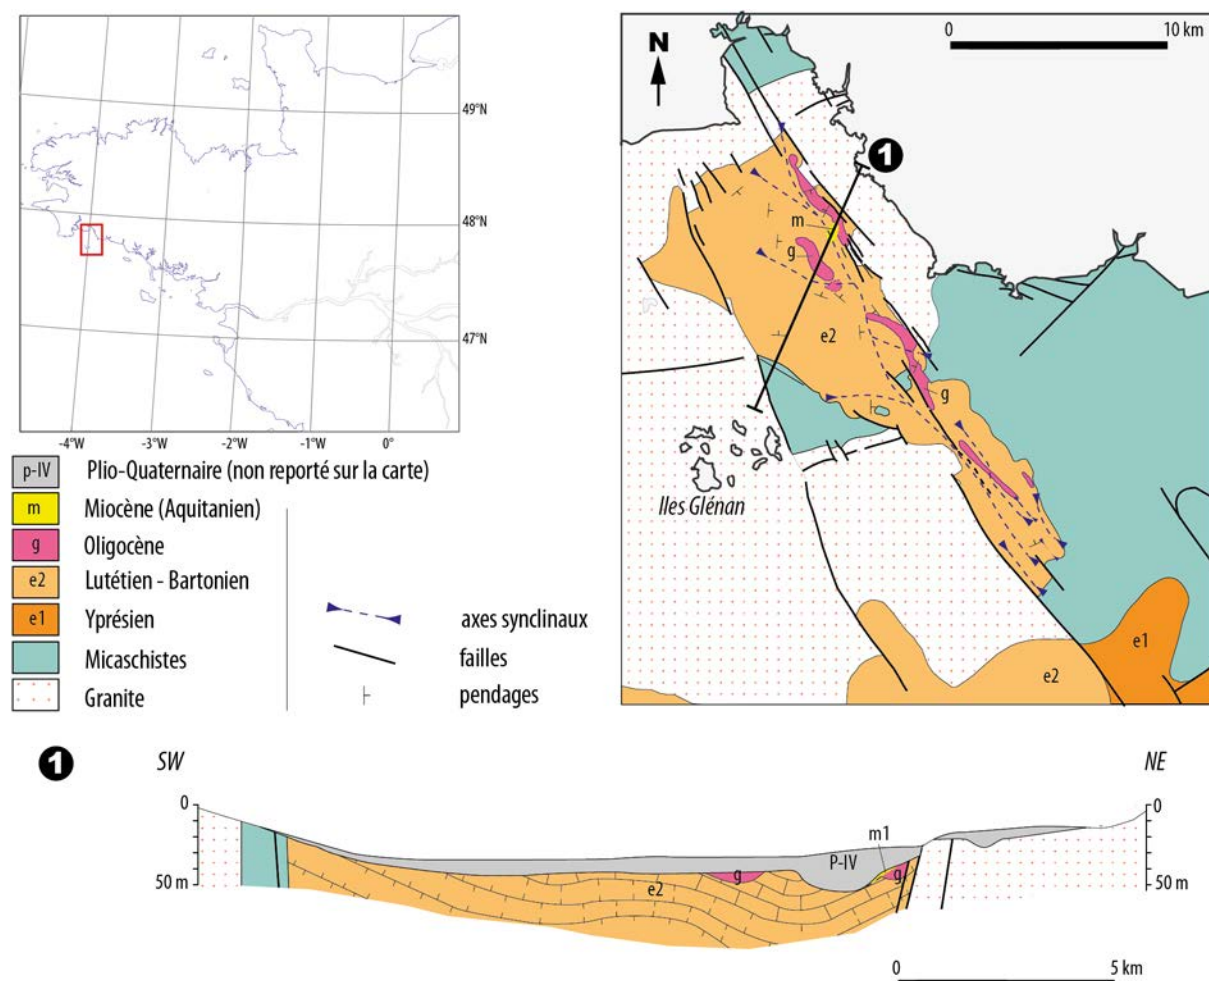 49°N
48°N
47°N
-4°W -3°W -2°W -1°W 0°
p-IV Plio-Quaternaire (non reporté sur la carte)
m Miocène (Aquitanien)
g Oligocène
e2 Lutétien - Bartonien
e1 Yprésien
Micaschistes
Granite
axes synclinaux
failles
pendages
N
0 10 km
1
m
g
e2
g
Iles Glénan
e1
e2
1 SW NE
0 0
m1
P-IV
50 m g g 50 m
e2
0 5 km